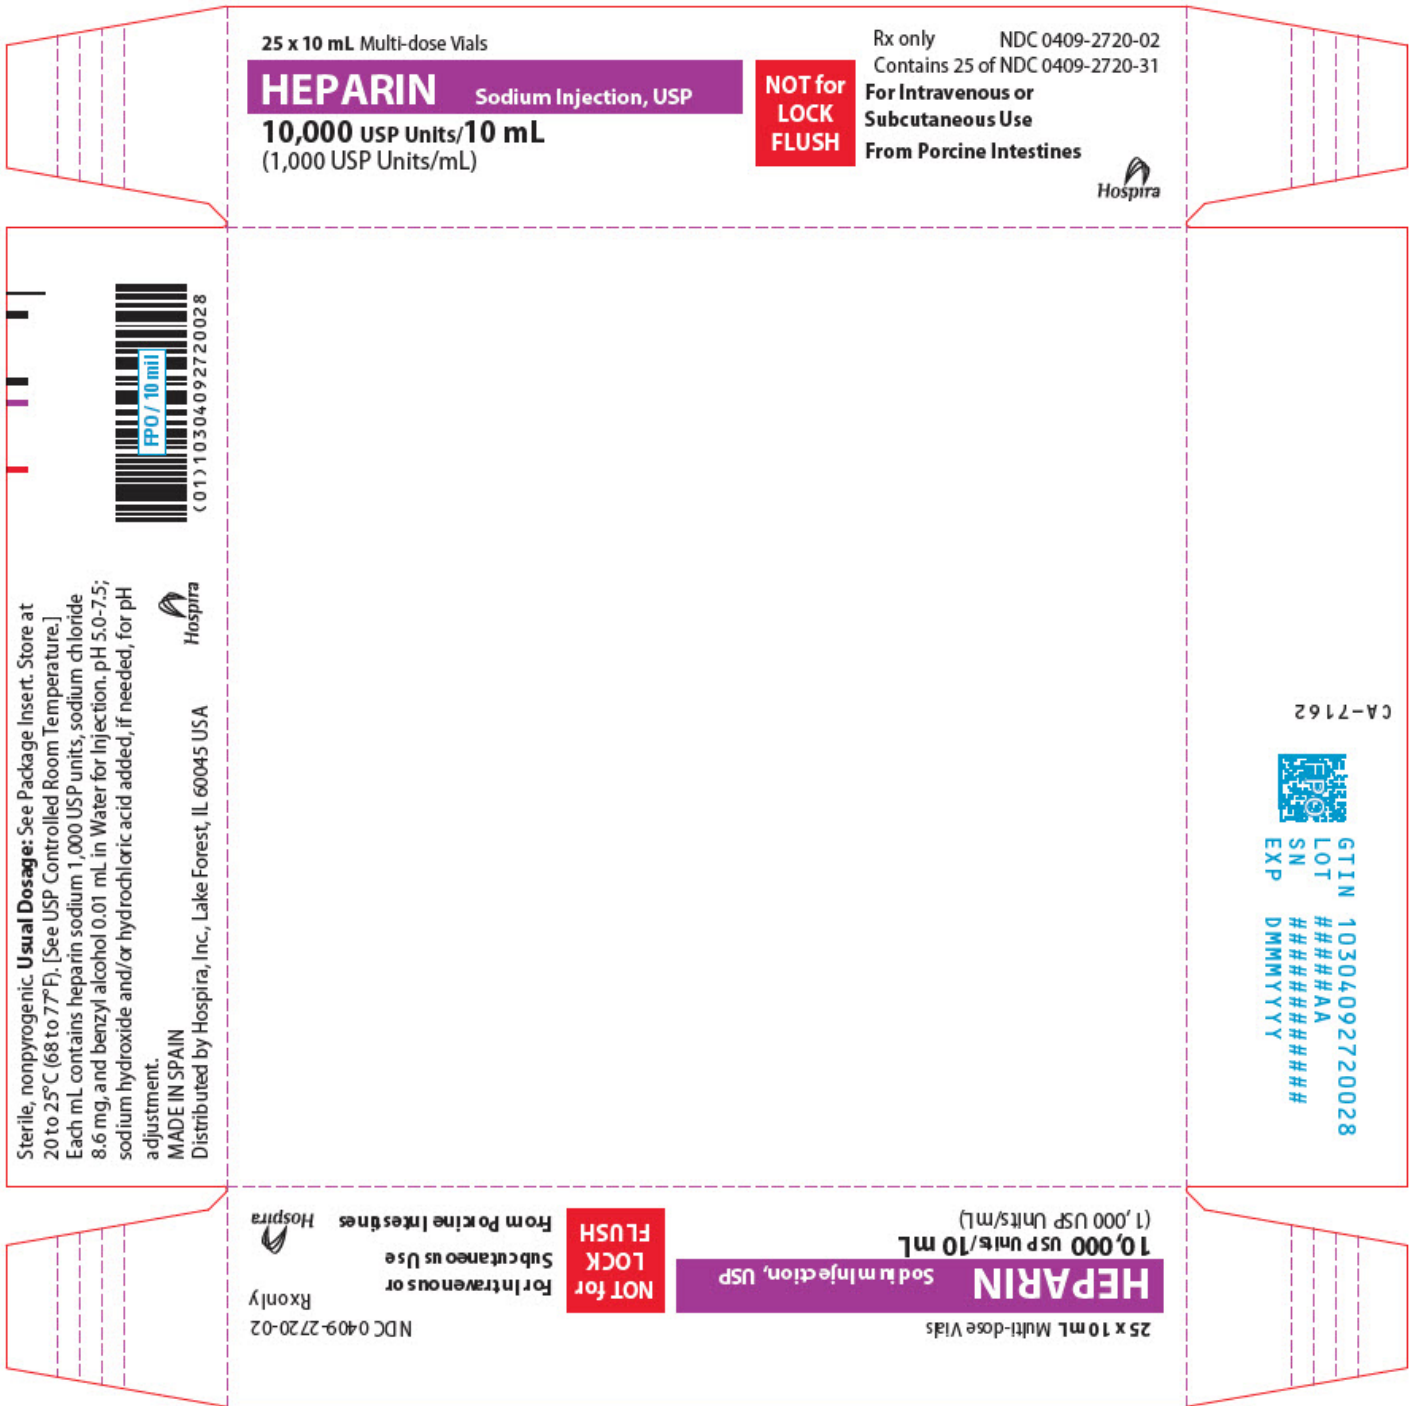 25 x 10 mL Multi-dose Vials
HEPARIN Sodium Injection, USP
10,000 USP Units/10 mL
(1,000 USP Units/mL)
NOT for
LOCK
FLUSH
Rx only NDC 0409-2720-02
Contains 25 of NDC 0409-2720-31
For Intravenous or
Subcutaneous Use
From Porcine Intestines
Hospira
FPO / 10 mil
(01)10304092720028
Sterile, nonpyrogenic. Usual Dosage: See Package Insert. Store at
20 to 25°C (68 to 77°F). [See USP Controlled Room Temperature.]
Each mL contains heparin sodium 1,000 USP units, sodium chloride
8.6 mg, and benzyl alcohol 0.01 mL in Water for Injection. pH 5.0-7.5;
sodium hydroxide and/or hydrochloric acid added, if needed, for pH
adjustment.
MADE IN SPAIN
Distributed by Hospira, Inc., Lake Forest, IL 60045 USA
Hospira
CA-7162
FPO
GTIN 10304092720028
LOT #####AA
SN ############
EXP DMMMYYYY
25 x 10 mL Multi-dose Vials
HEPARIN Sodium Injection, USP
10,000 USP Units/10 mL
(1,000 USP Units/mL)
NOT for
LOCK
FLUSH
NDC 0409-2720-02
Rx only
For Intravenous or
Subcutaneous Use
From Porcine Intestines
Hospira